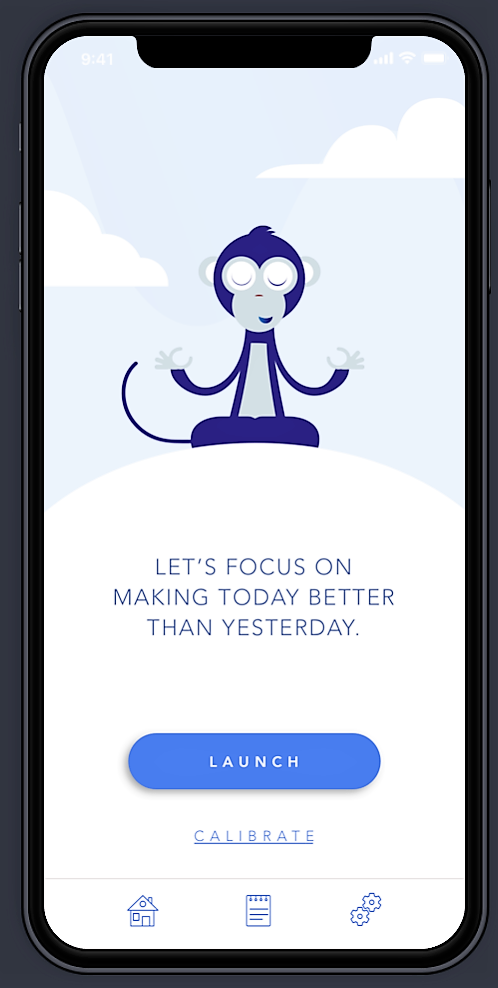 9:41
LET'S FOCUS ON
MAKING TODAY BETTER
THAN YESTERDAY.
LAUNCH
CALIBRATE